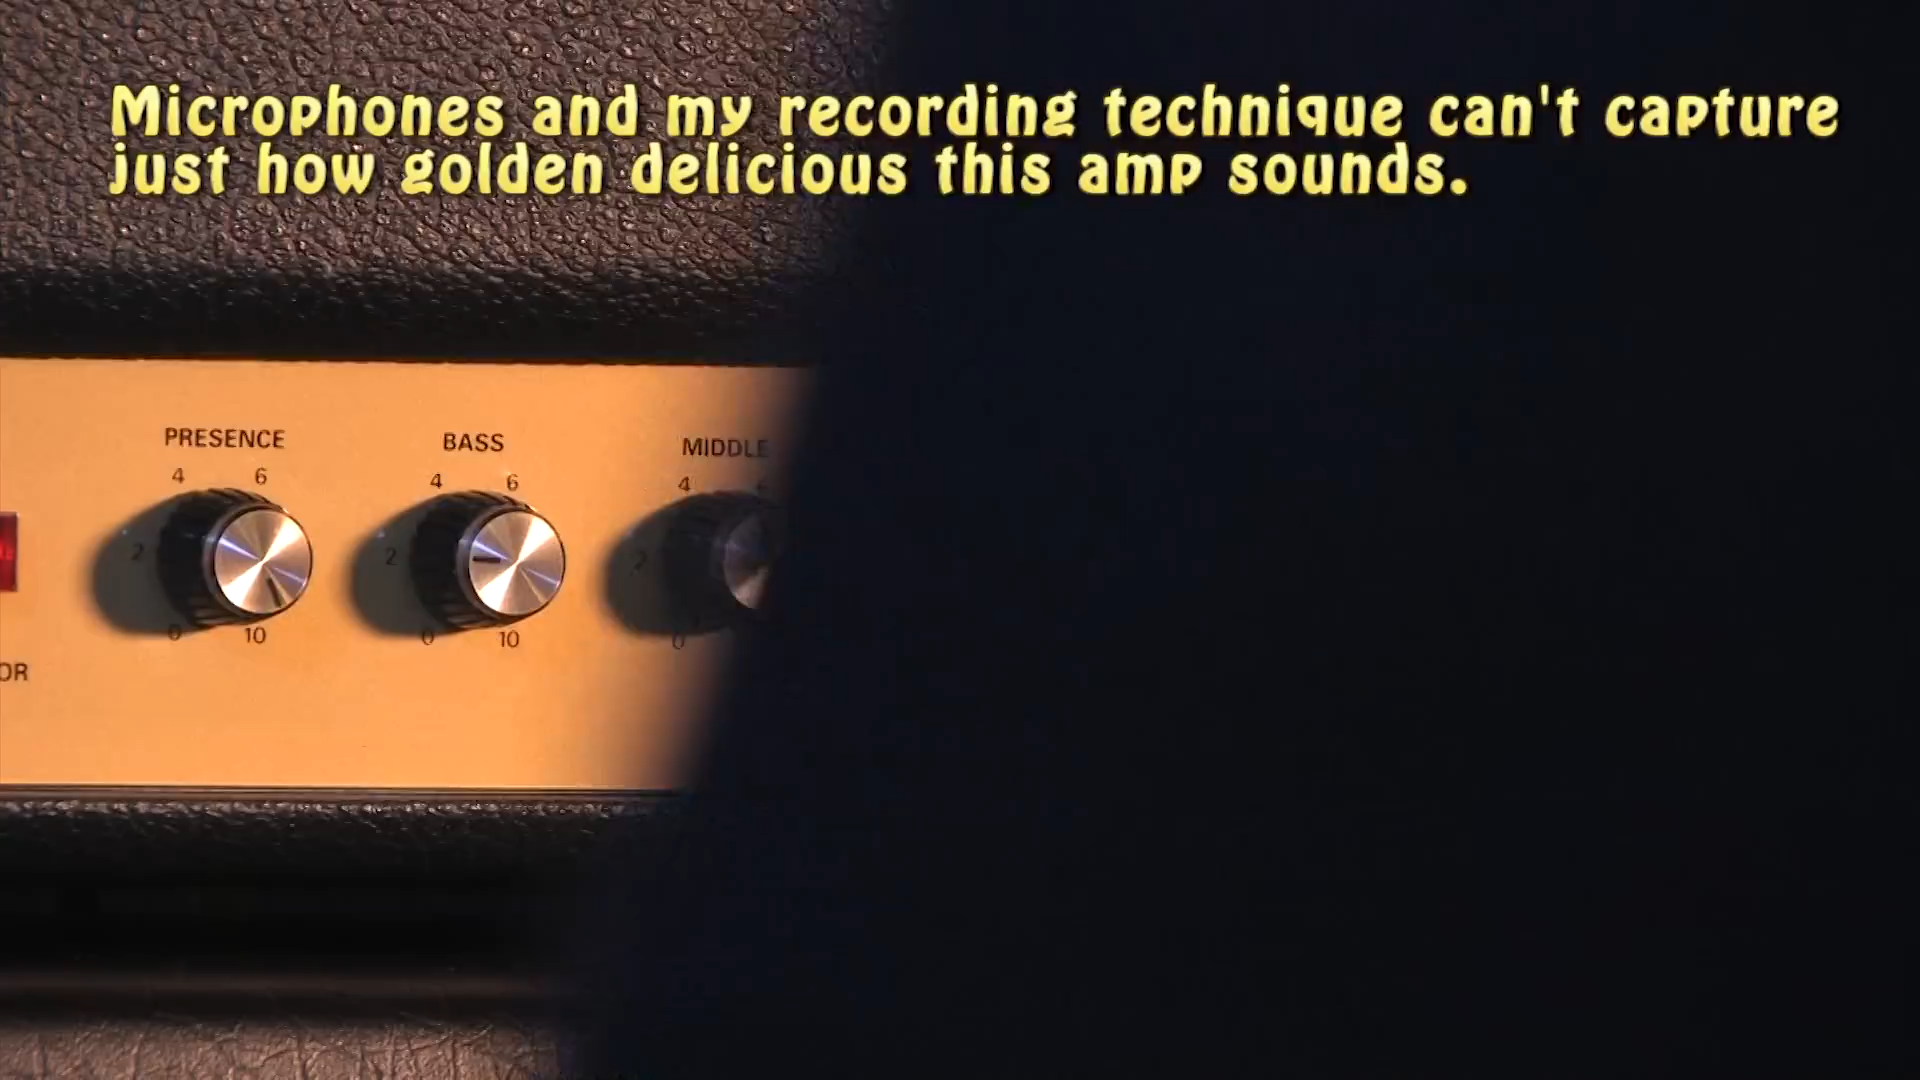 Microphones and my recording technique can't capture
just how golden delicious this amp sounds.
PRESENCE BASS MIDDLE
4 6 4 6 4
2 2 2
0 10 0 10 0
OR